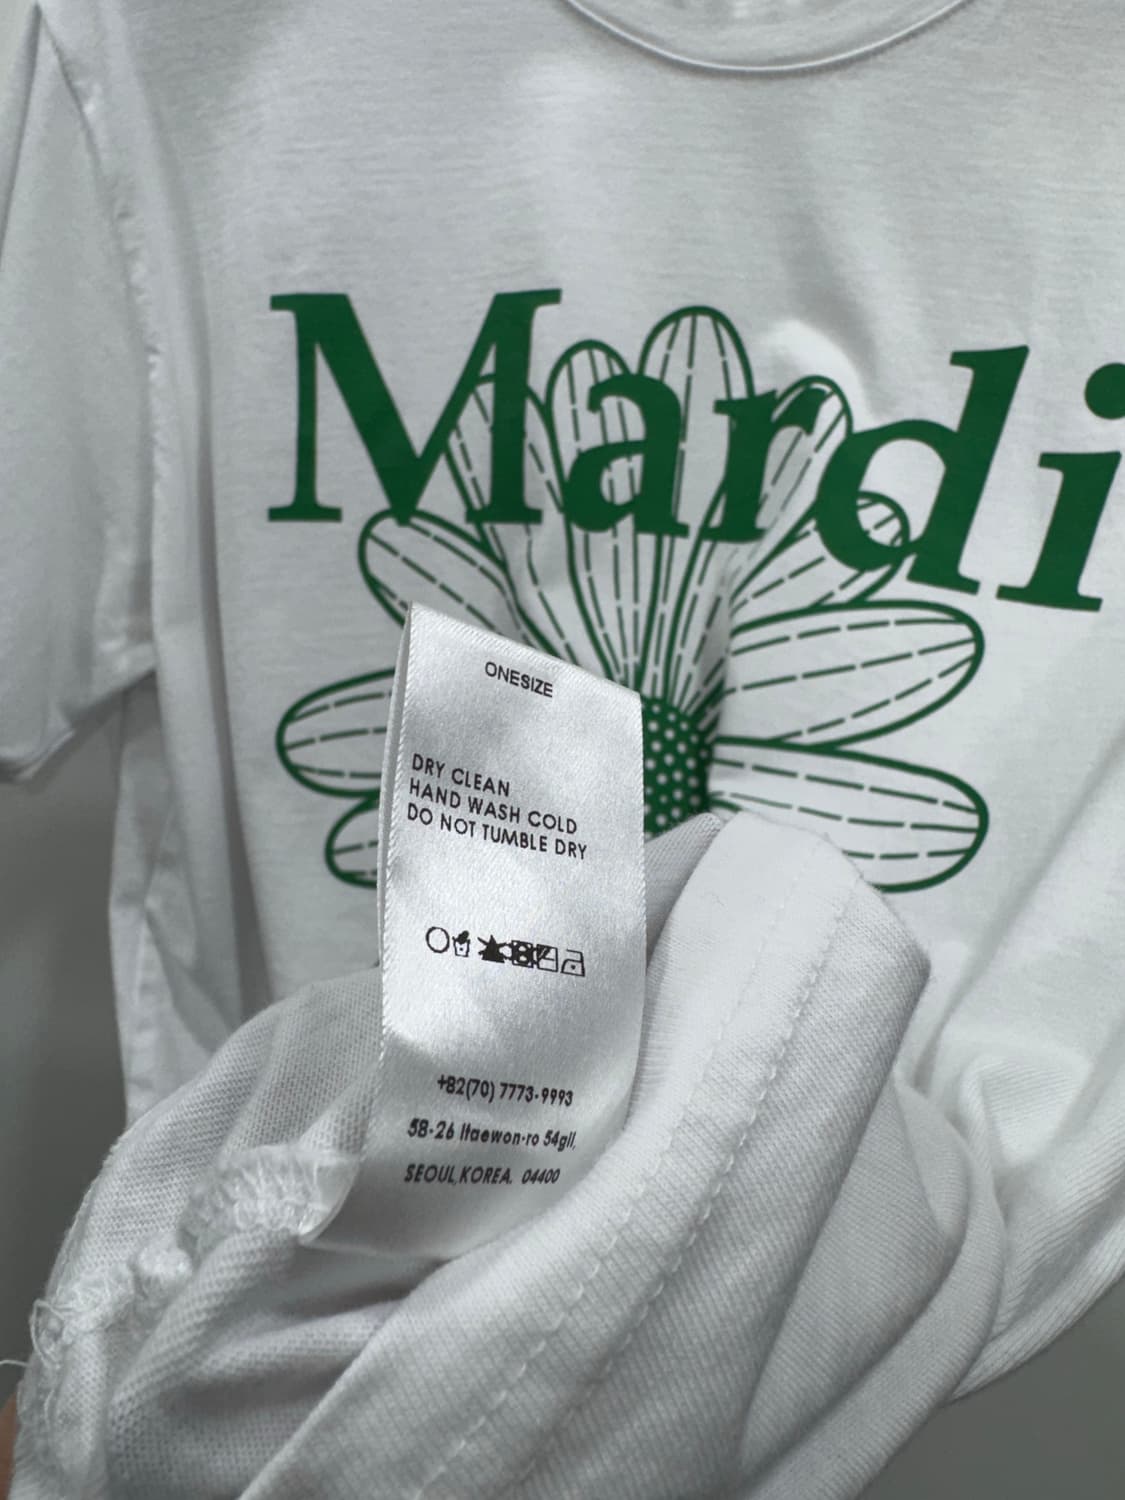 Mardi
ONESIZE
DRY CLEAN
HAND WASH COLD
DO NOT TUMBLE DRY
+82(70) 7773-9993
58-26 Itaewon-ro 54gil,
SEOUL,KOREA. 04400